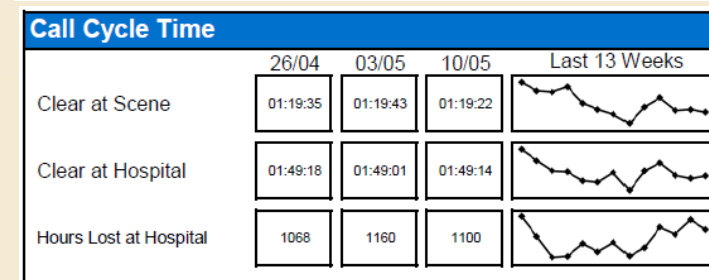 Call Cycle Time
26/04 03/05 10/05 Last 13 Weeks
Clear at Scene 01:19:35 01:19:43 01:19:22
Clear at Hospital 01:49:18 01:49:01 01:49:14
Hours Lost at Hospital 1068 1160 1100